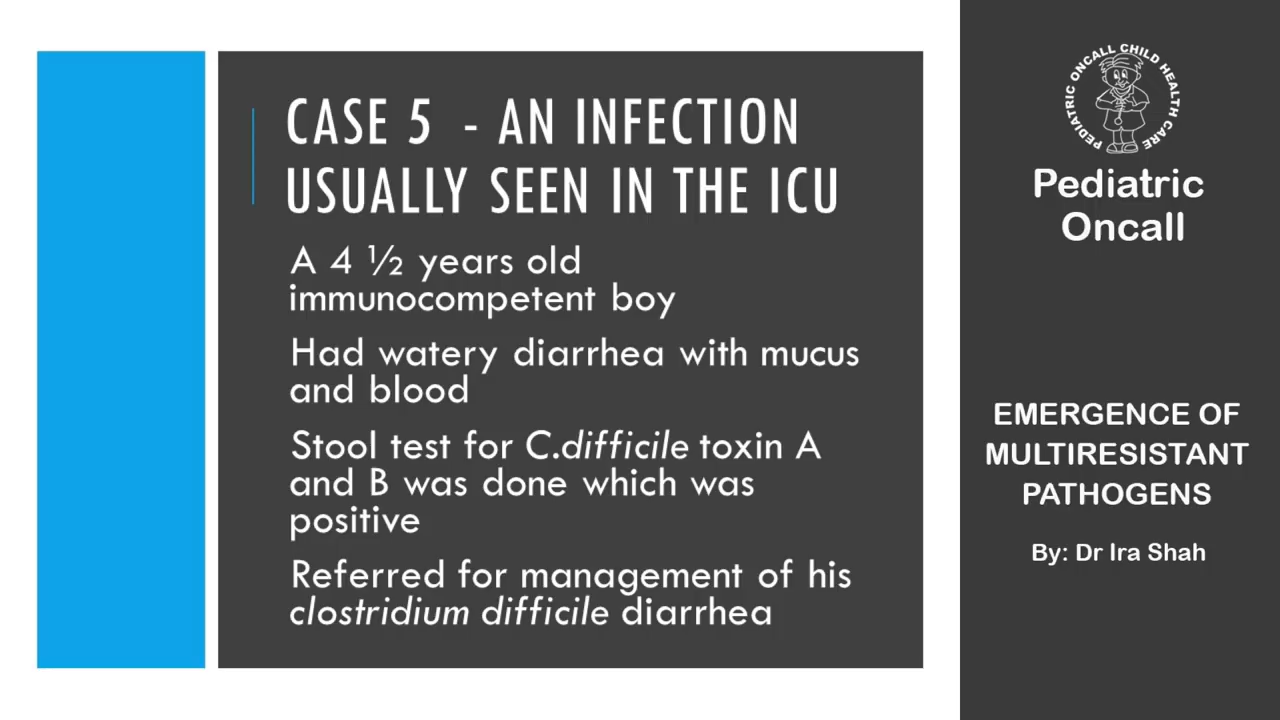 CASE 5 - AN INFECTION
USUALLY SEEN IN THE ICU
A 4 ½ years old
immunocompetent boy
Had watery diarrhea with mucus
and blood
Stool test for C.difficile toxin A
and B was done which was
positive
Referred for management of his
clostridium difficile diarrhea
PEDIATRIC ONCALL CHILD HEALTH CARE
Pediatric
Oncall
EMERGENCE OF
MULTIRESISTANT
PATHOGENS
By: Dr Ira Shah